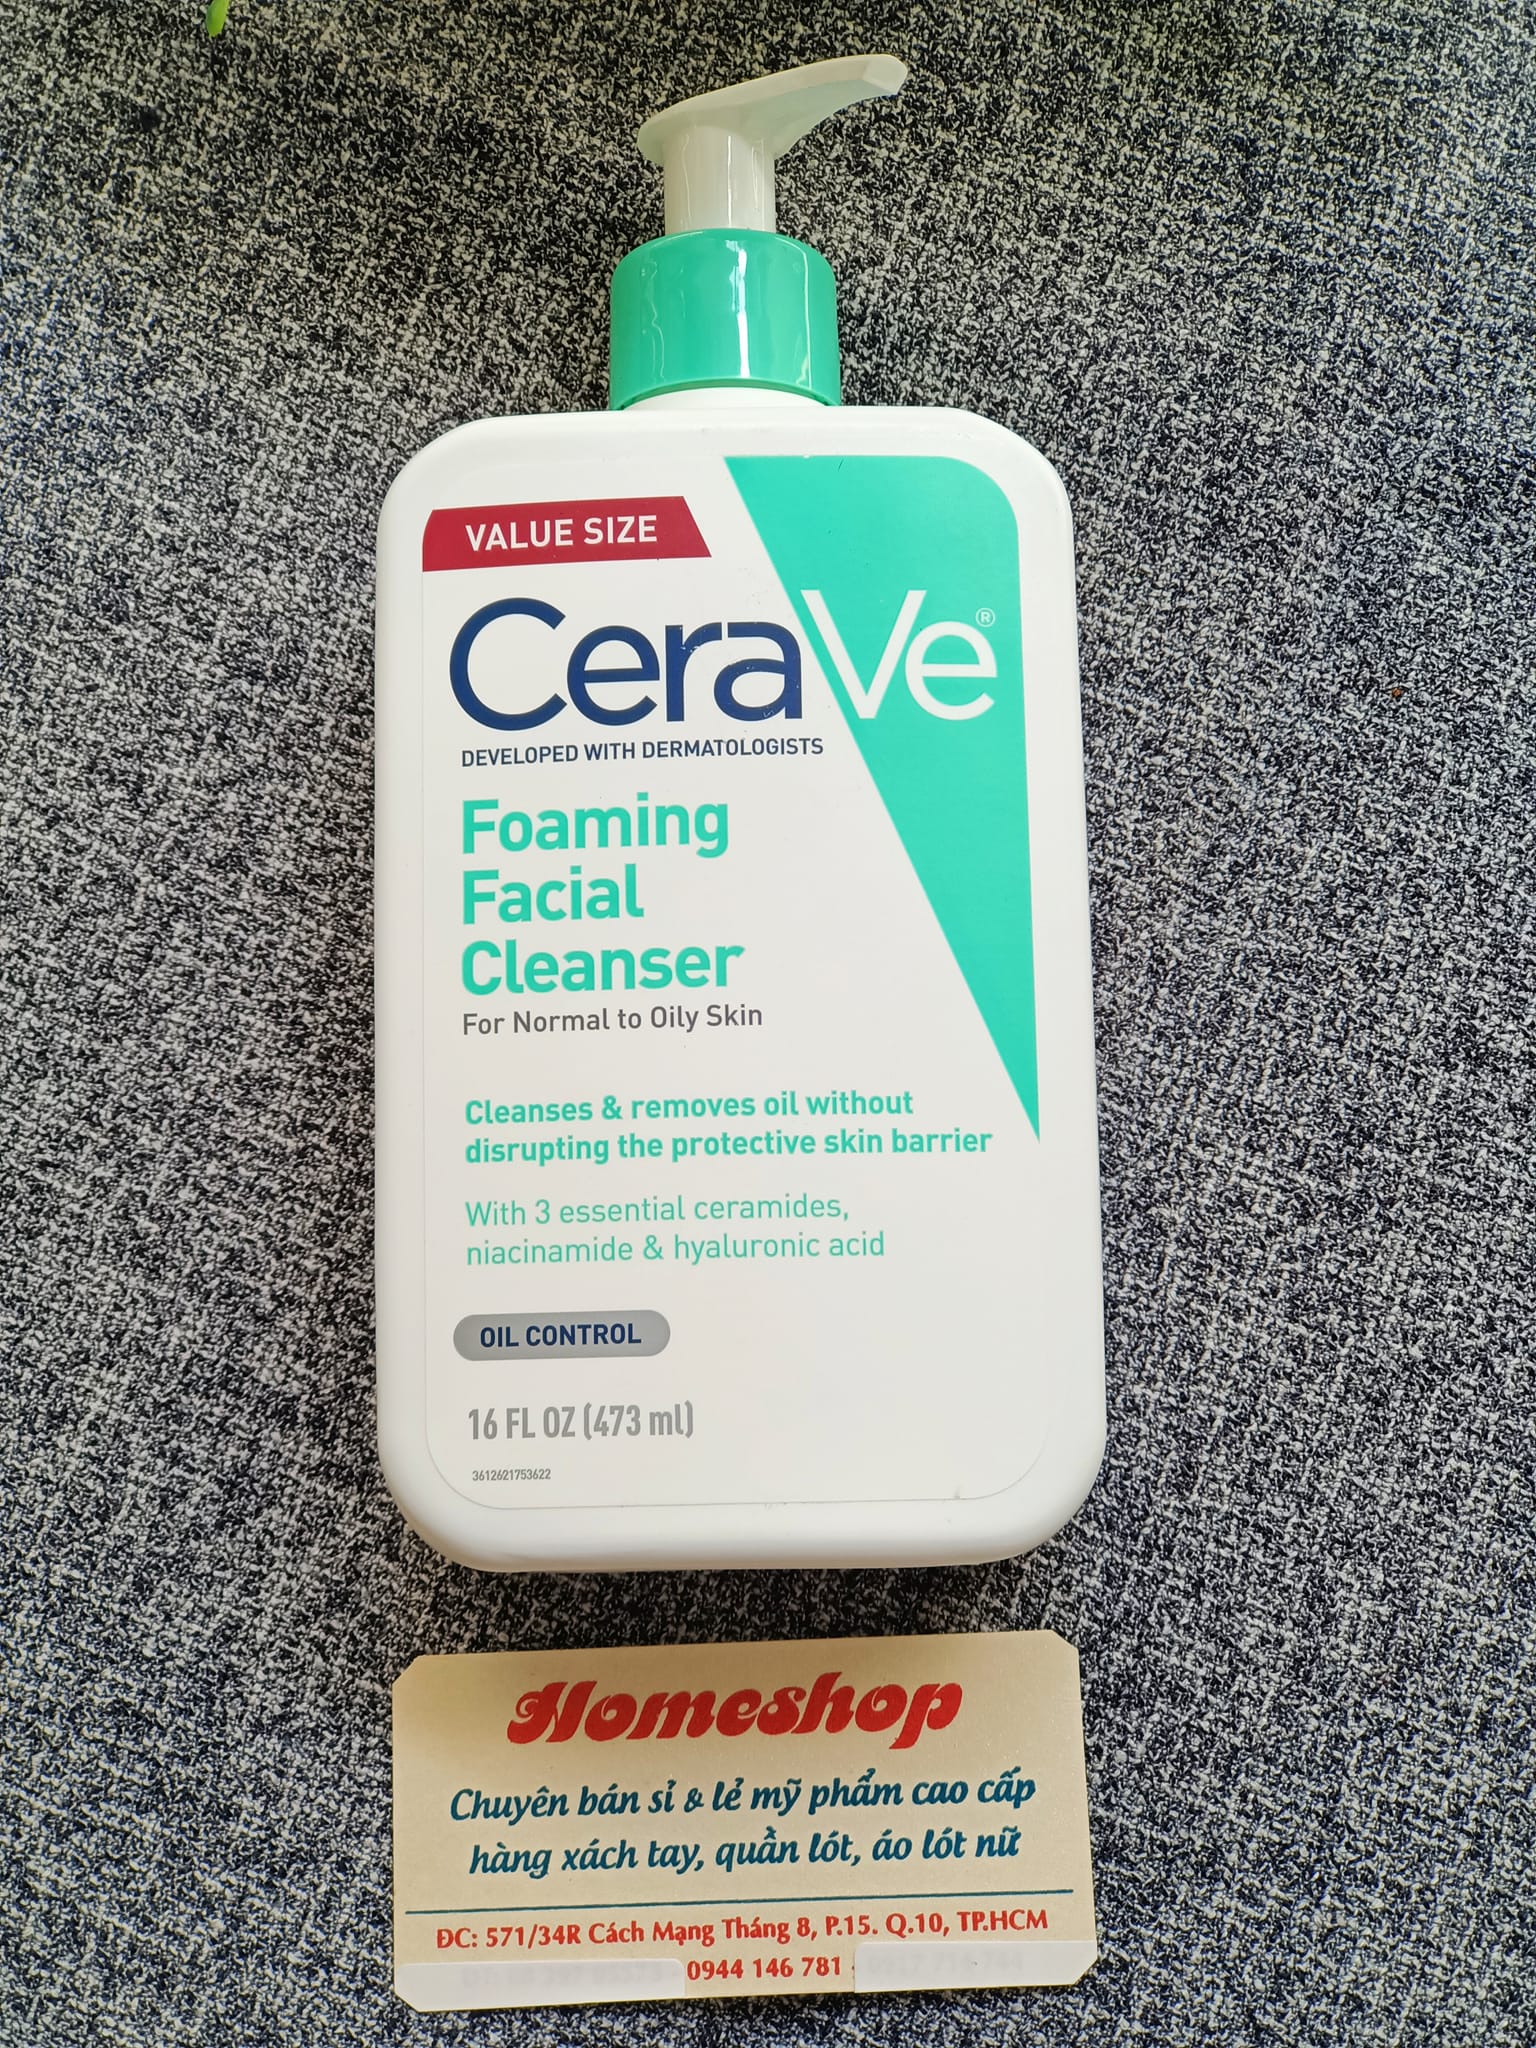 VALUE SIZE
CeraVe®
DEVELOPED WITH DERMATOLOGISTS
Foaming
Facial
Cleanser
For Normal to Oily Skin
Cleanses & removes oil without
disrupting the protective skin barrier
With 3 essential ceramides,
niacinamide & hyaluronic acid
OIL CONTROL
16 FL OZ (473 ml)
3612621753622
Homeshop
Chuyên bán sỉ & lẻ mỹ phẩm cao cấp
hàng xách tay, quần lót, áo lót nữ
ĐC: 571/34R Cách Mạng Tháng 8, P.15. Q.10, TP.HCM
0944 146 781